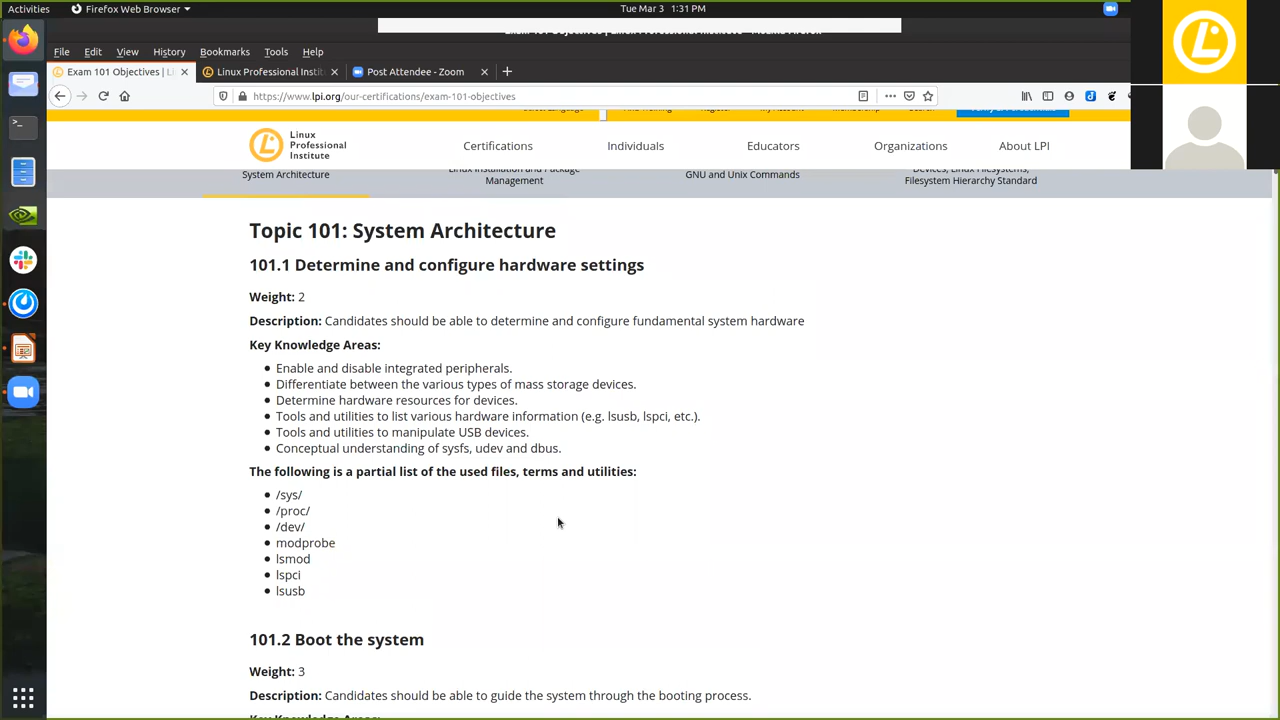 Activities
Firefox Web Browser
Tue Mar 3 1:31 PM
File Edit View History Bookmarks Tools Help
Exam 101 Objectives | Li
Linux Professional Instit
Post Attendee - Zoom
https://www.lpi.org/our-certifications/exam-101-objectives
Linux
Professional
Institute
Certifications
Individuals
Educators
Organizations
About LPI
System Architecture
Linux Installation and Package
Management
GNU and Unix Commands
Devices, Linux Filesystems,
Filesystem Hierarchy Standard
Topic 101: System Architecture
101.1 Determine and configure hardware settings
Weight: 2
Description: Candidates should be able to determine and configure fundamental system hardware
Key Knowledge Areas:
Enable and disable integrated peripherals.
Differentiate between the various types of mass storage devices.
Determine hardware resources for devices.
Tools and utilities to list various hardware information (e.g. lsusb, lspci, etc.).
Tools and utilities to manipulate USB devices.
Conceptual understanding of sysfs, udev and dbus.
The following is a partial list of the used files, terms and utilities:
/sys/
/proc/
/dev/
modprobe
lsmod
lspci
lsusb
101.2 Boot the system
Weight: 3
Description: Candidates should be able to guide the system through the booting process.
Key Knowledge Areas: